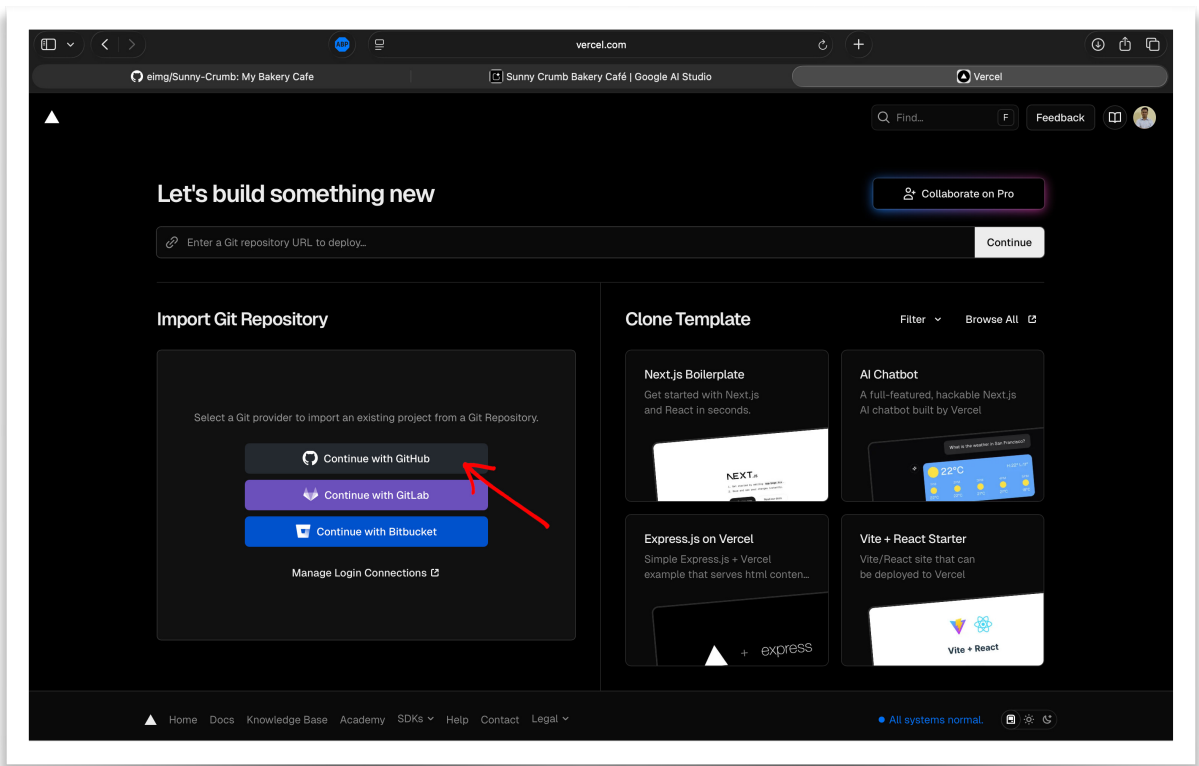 vercel.com
eimg/Sunny-Crumb: My Bakery Cafe
Sunny Crumb Bakery Café | Google AI Studio
Vercel
ABP
Find...
F
Feedback
Let's build something new
Collaborate on Pro
Enter a Git repository URL to deploy...
Continue
Import Git Repository
Select a Git provider to import an existing project from a Git Repository.
Continue with GitHub
Continue with GitLab
Continue with Bitbucket
Manage Login Connections
Clone Template
Filter
Browse All
Next.js Boilerplate
Get started with Next.js
and React in seconds.
NEXT.js
AI Chatbot
A full-featured, hackable Next.js
AI chatbot built by Vercel
What is the weather in San Francisco?
22°C
Express.js on Vercel
Simple Express.js + Vercel
example that serves html conten...
+ express
Vite + React Starter
Vite/React site that can
be deployed to Vercel
Vite + React
Home Docs Knowledge Base Academy SDKs Help Contact Legal
All systems normal.